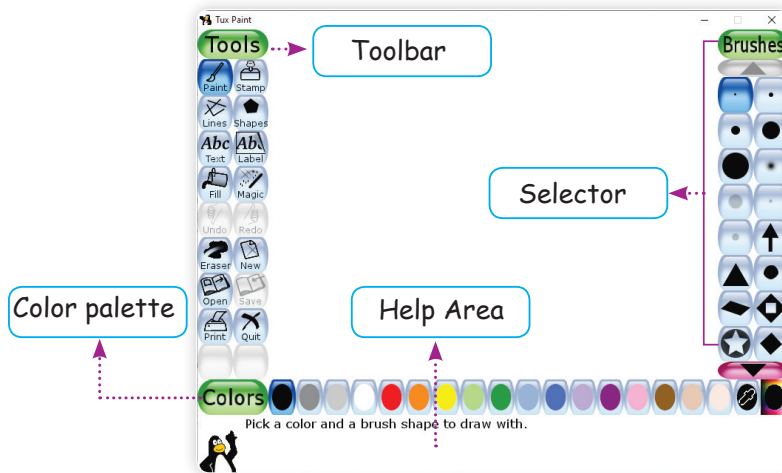 Tux Paint
Tools
Toolbar
Brushes
Paint Stamp
Lines Shapes
Abc Abc
Text Label
Fill Magic
Selector
Undo Redo
Eraser New
Open Save
Color palette
Help Area
Print Quit
Colors
Pick a color and a brush shape to draw with.